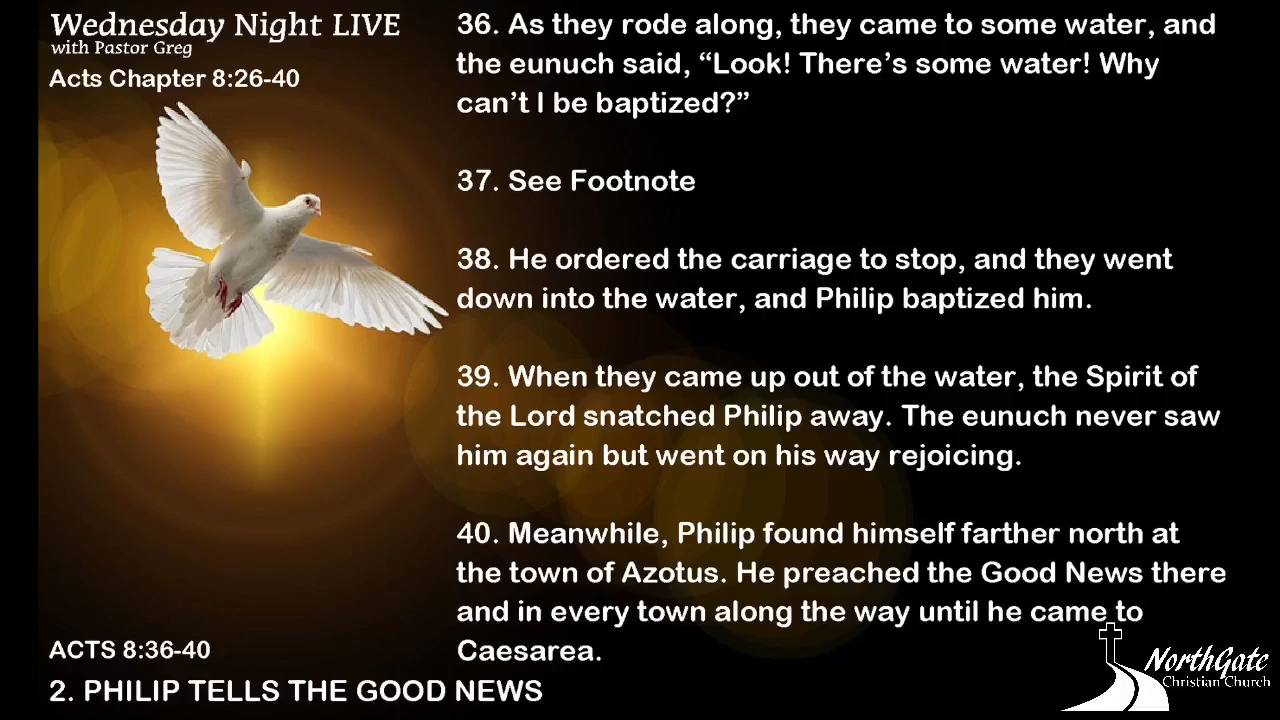 Wednesday Night LIVE
with Pastor Greg
Acts Chapter 8:26-40
36. As they rode along, they came to some water, and
the eunuch said, “Look! There’s some water! Why
can’t I be baptized?”
37. See Footnote
38. He ordered the carriage to stop, and they went
down into the water, and Philip baptized him.
39. When they came up out of the water, the Spirit of
the Lord snatched Philip away. The eunuch never saw
him again but went on his way rejoicing.
40. Meanwhile, Philip found himself farther north at
the town of Azotus. He preached the Good News there
and in every town along the way until he came to
Caesarea.
ACTS 8:36-40
2. PHILIP TELLS THE GOOD NEWS
NorthGate
Christian Church